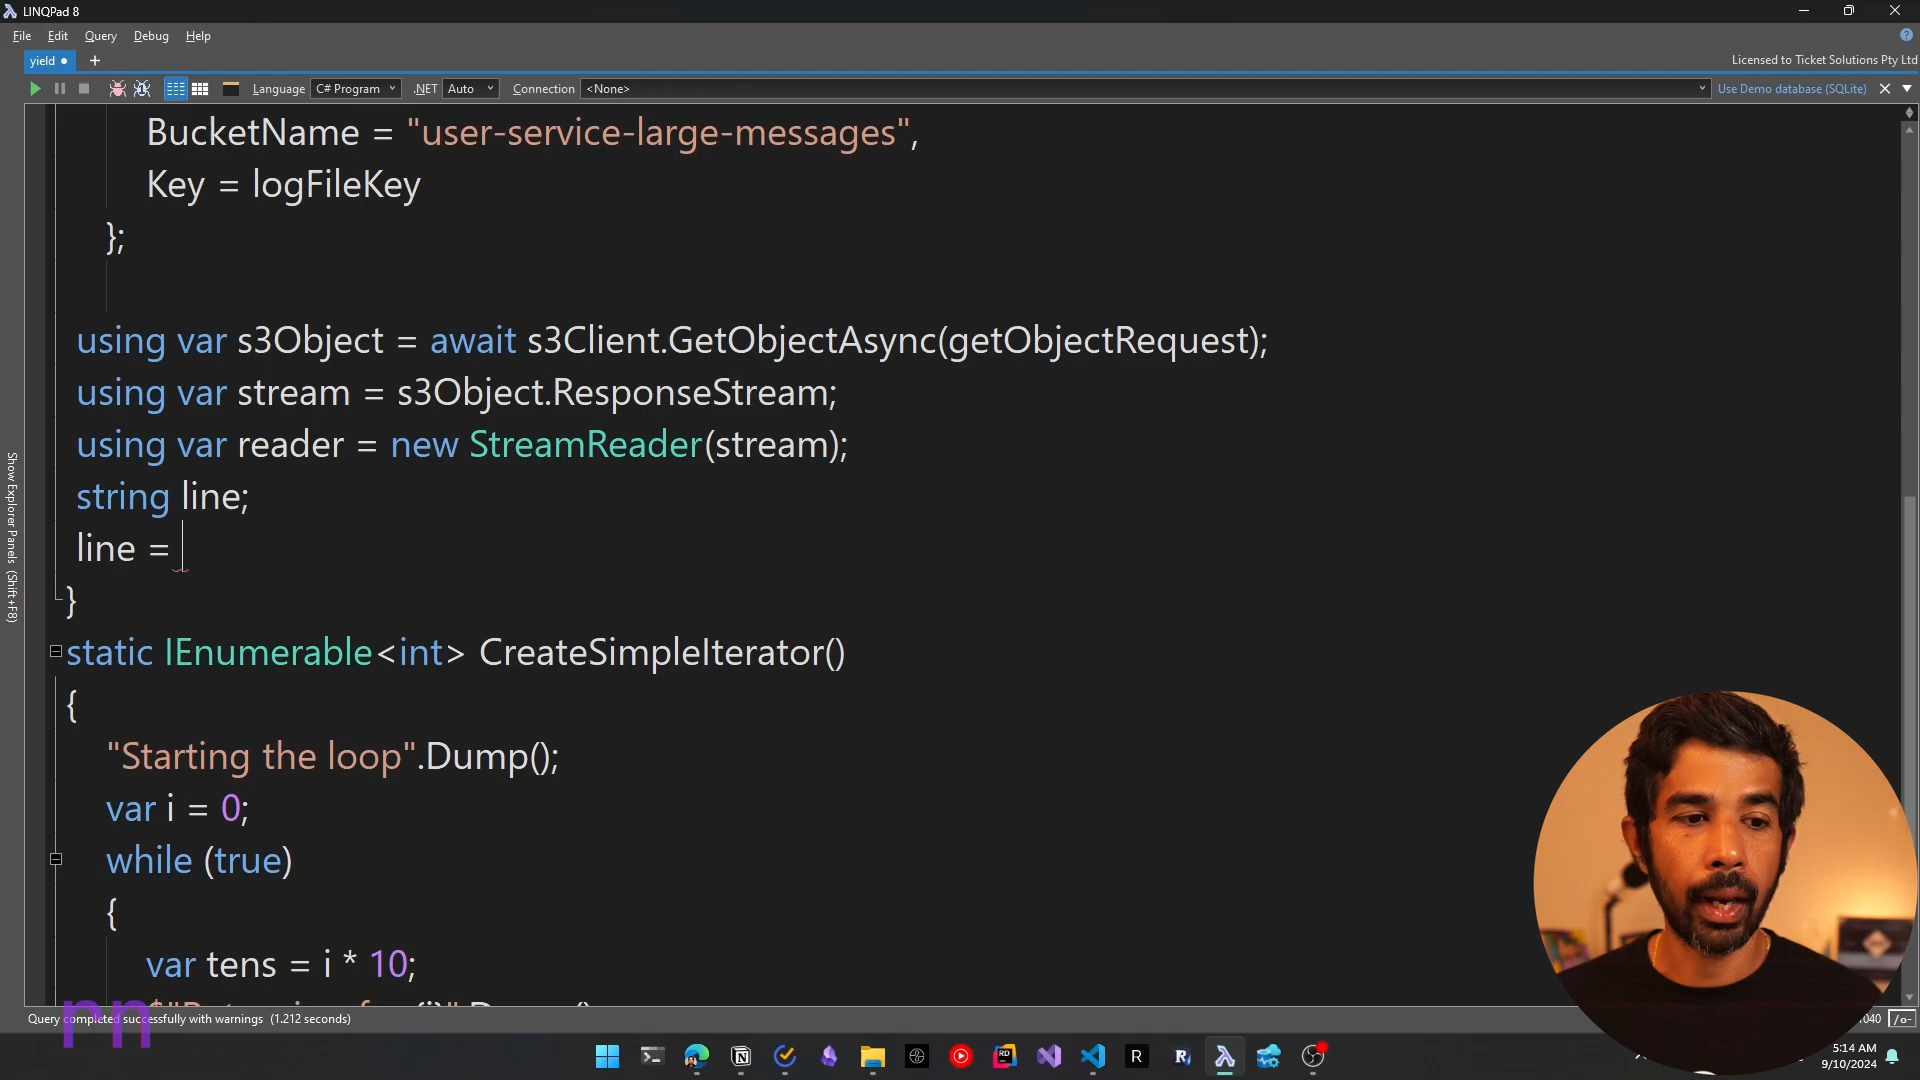 LINQPad 8
File Edit Query Debug Help
yield
Licensed to Ticket Solutions Pty Ltd
Language C# Program .NET Auto Connection <None> Use Demo database (SQLite)
BucketName = "user-service-large-messages",
Key = logFileKey
};
using var s3Object = await s3Client.GetObjectAsync(getObjectRequest);
using var stream = s3Object.ResponseStream;
using var reader = new StreamReader(stream);
string line;
line =
}
static IEnumerable<int> CreateSimpleIterator()
{
"Starting the loop".Dump();
var i = 0;
while (true)
{
var tens = i * 10;
Show Explorer Panels (Shift+F8)
Query completed successfully with warnings (1.212 seconds)
/o-
rn
5:14 AM
9/10/2024